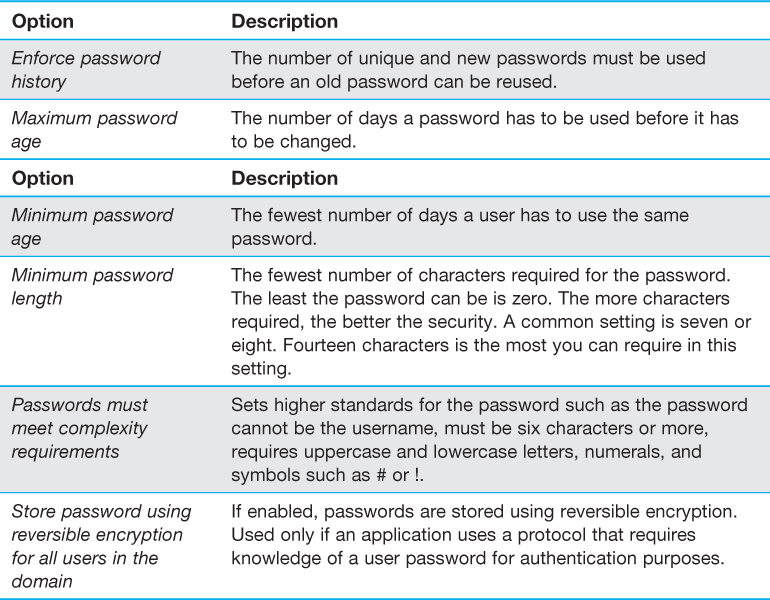 Option Description
Enforce password The number of unique and new passwords must be used
history before an old password can be reused.
Maximum password The number of days a password has to be used before it has
age to be changed.
Option Description
Minimum password The fewest number of days a user has to use the same
age password.
Minimum password The fewest number of characters required for the password.
length The least the password can be is zero. The more characters
required, the better the security. A common setting is seven or
eight. Fourteen characters is the most you can require in this
setting.
Passwords must Sets higher standards for the password such as the password
meet complexity cannot be the username, must be six characters or more,
requirements requires uppercase and lowercase letters, numerals, and
symbols such as # or !.
Store password using If enabled, passwords are stored using reversible encryption.
reversible encryption Used only if an application uses a protocol that requires
for all users in the knowledge of a user password for authentication purposes.
domain